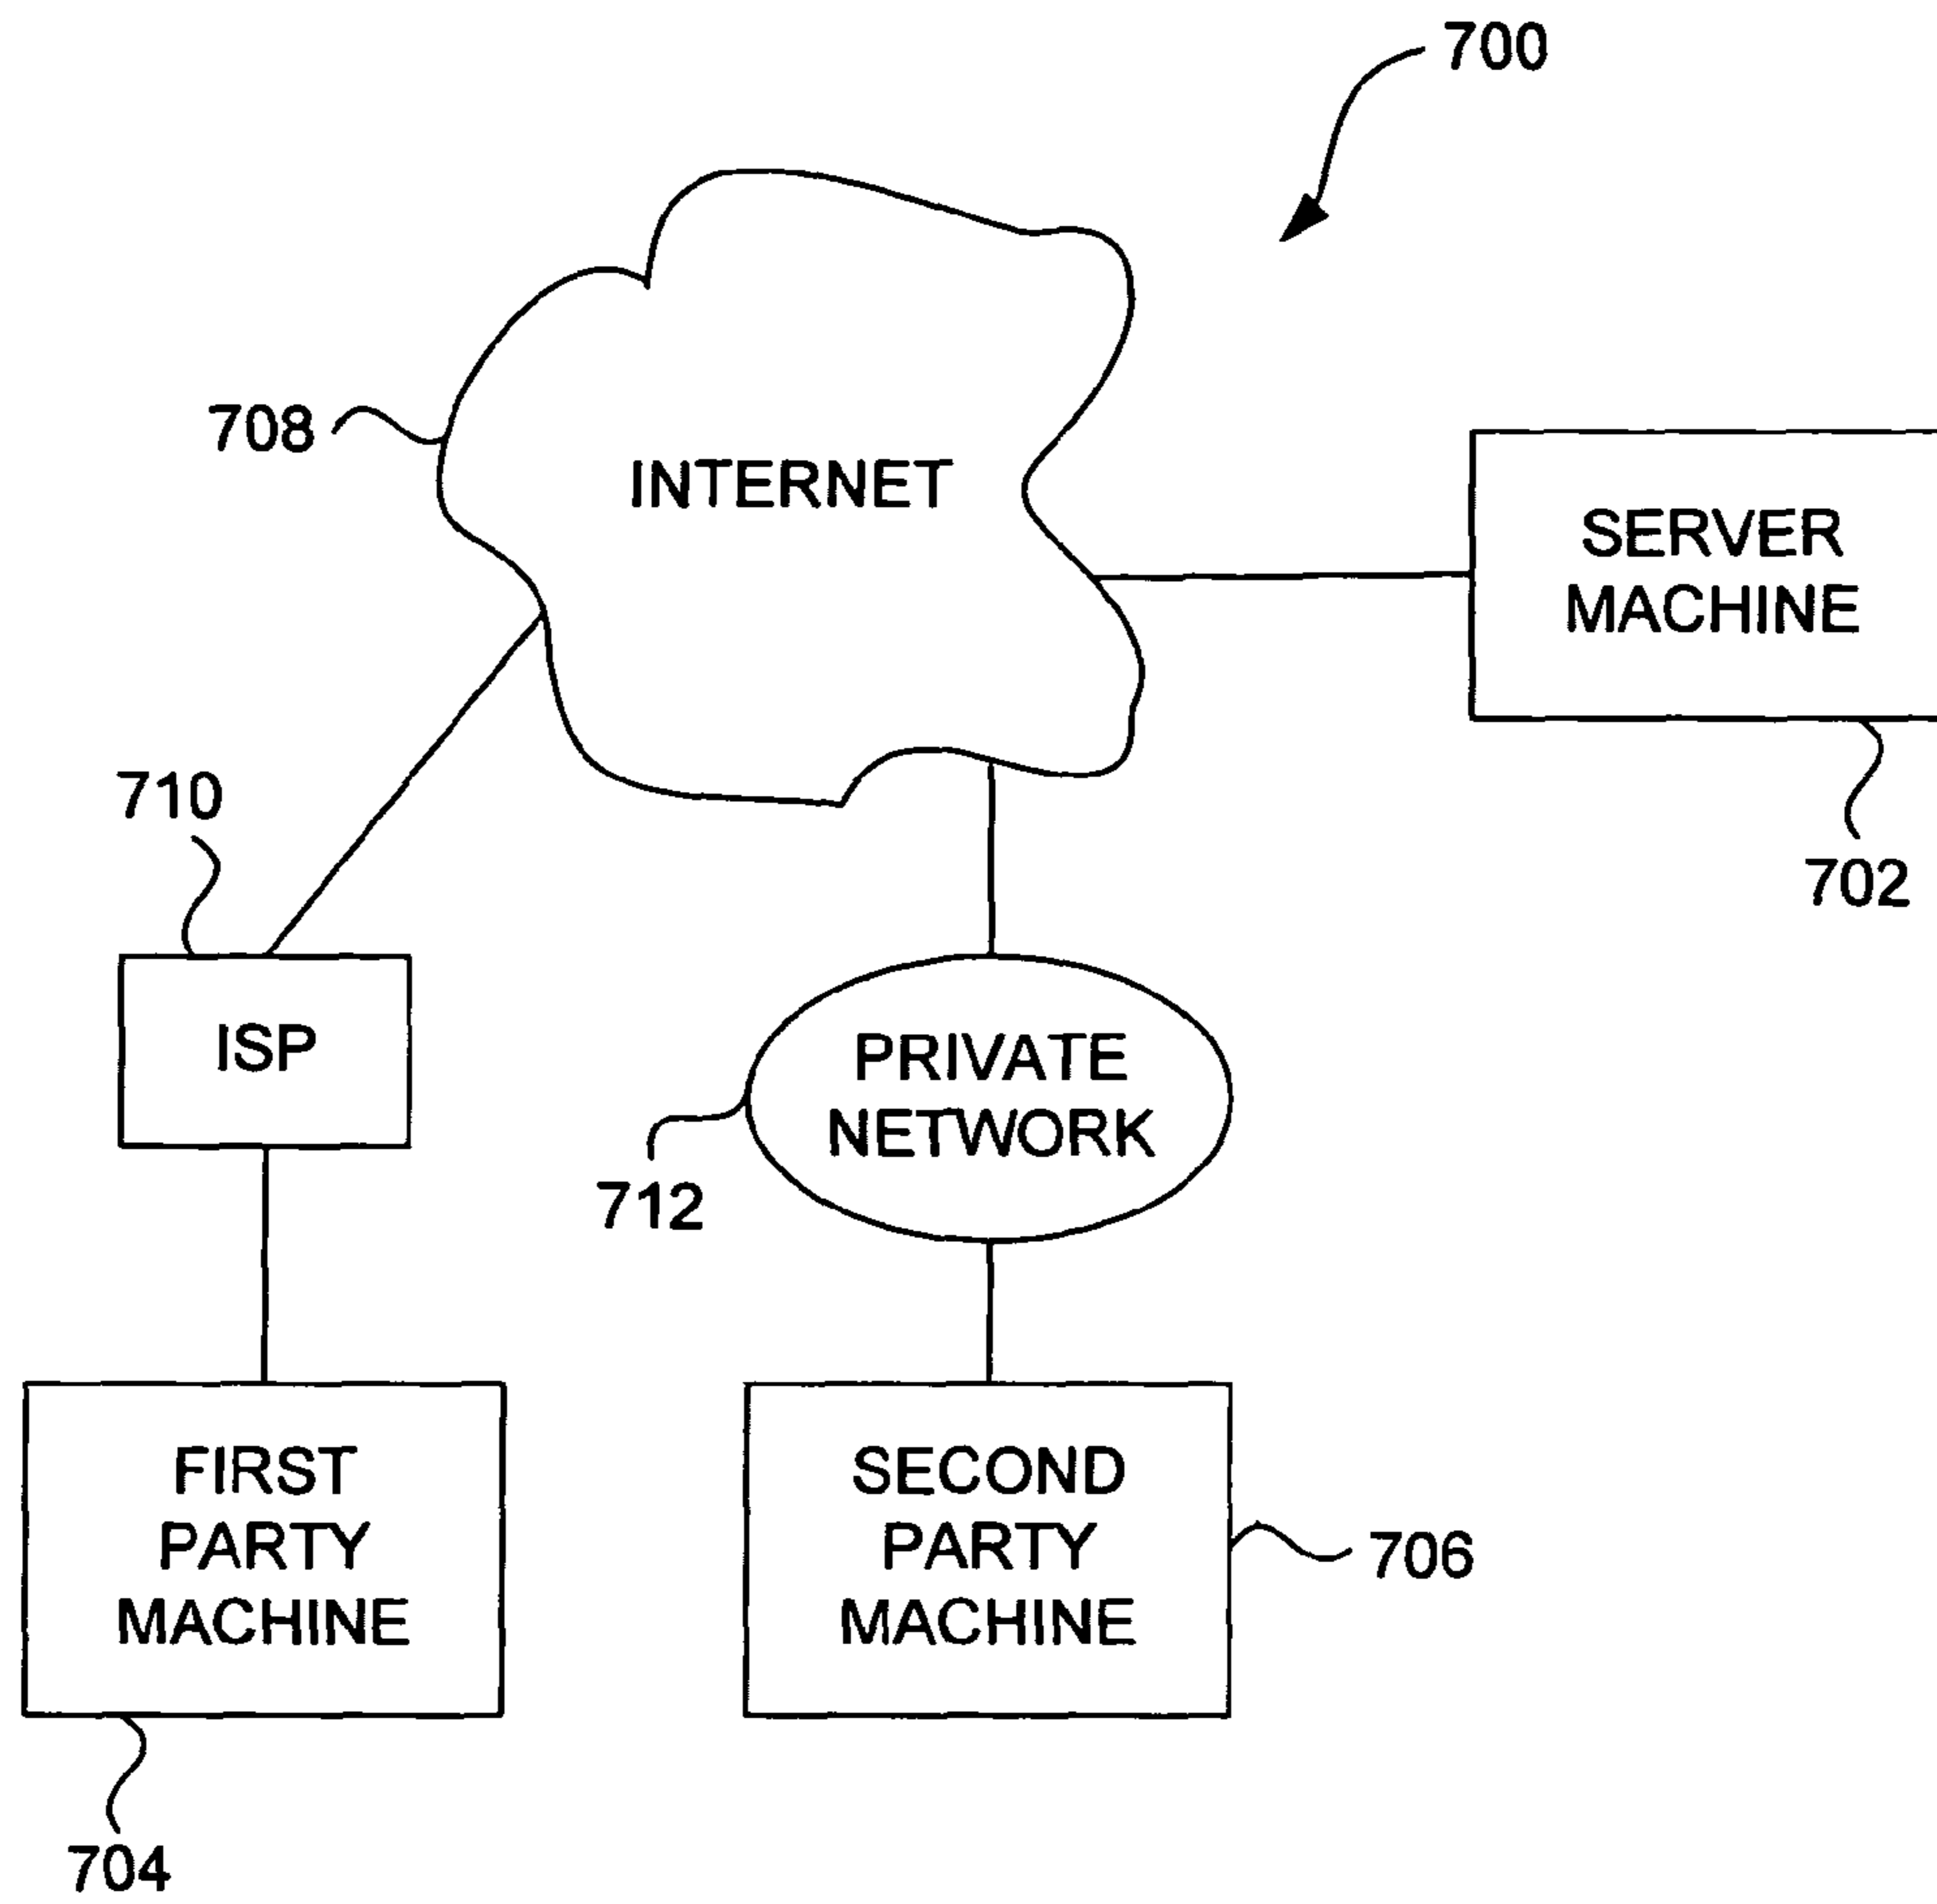 700
708
INTERNET
SERVER
MACHINE
710
702
ISP
PRIVATE
NETWORK
712
FIRST
PARTY
MACHINE
SECOND
PARTY
MACHINE
706
704